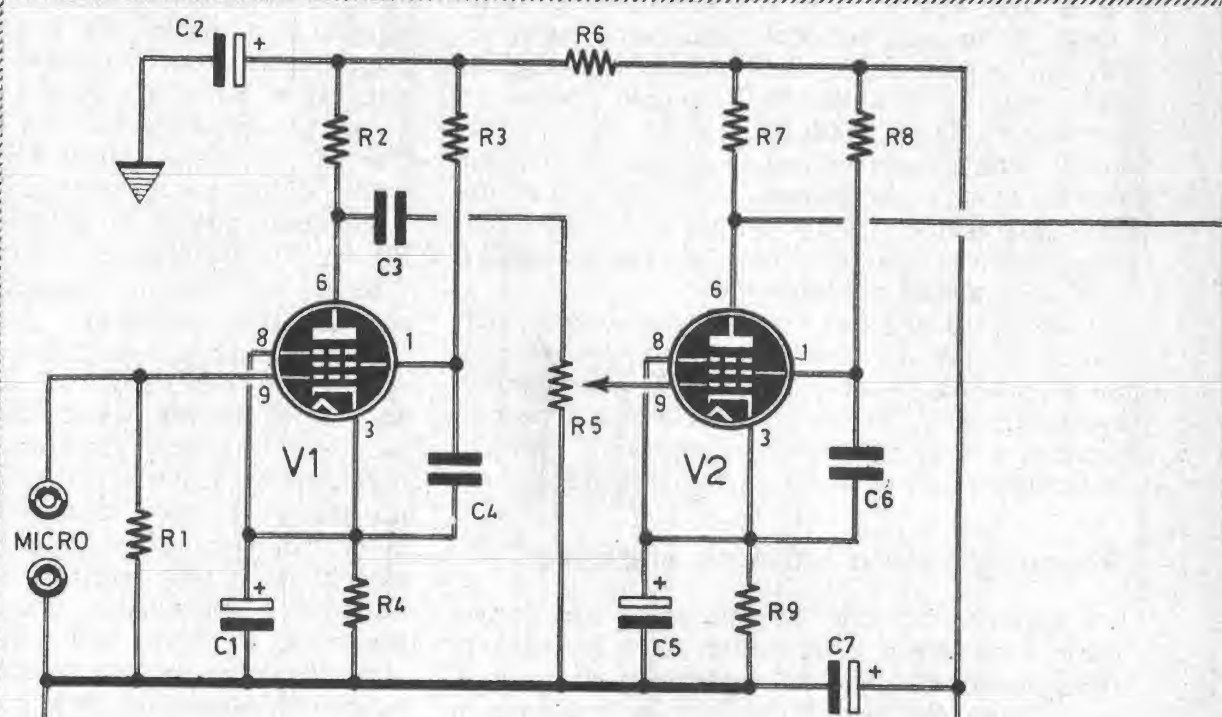 C2
+
R6
R2
R3
R7
R8
C3
6
6
8
1
8
1
9
9
R5
3
3
V1
V2
C4
C6
MICRO
R1
+
+
C1
R4
C5
R9
C7
+